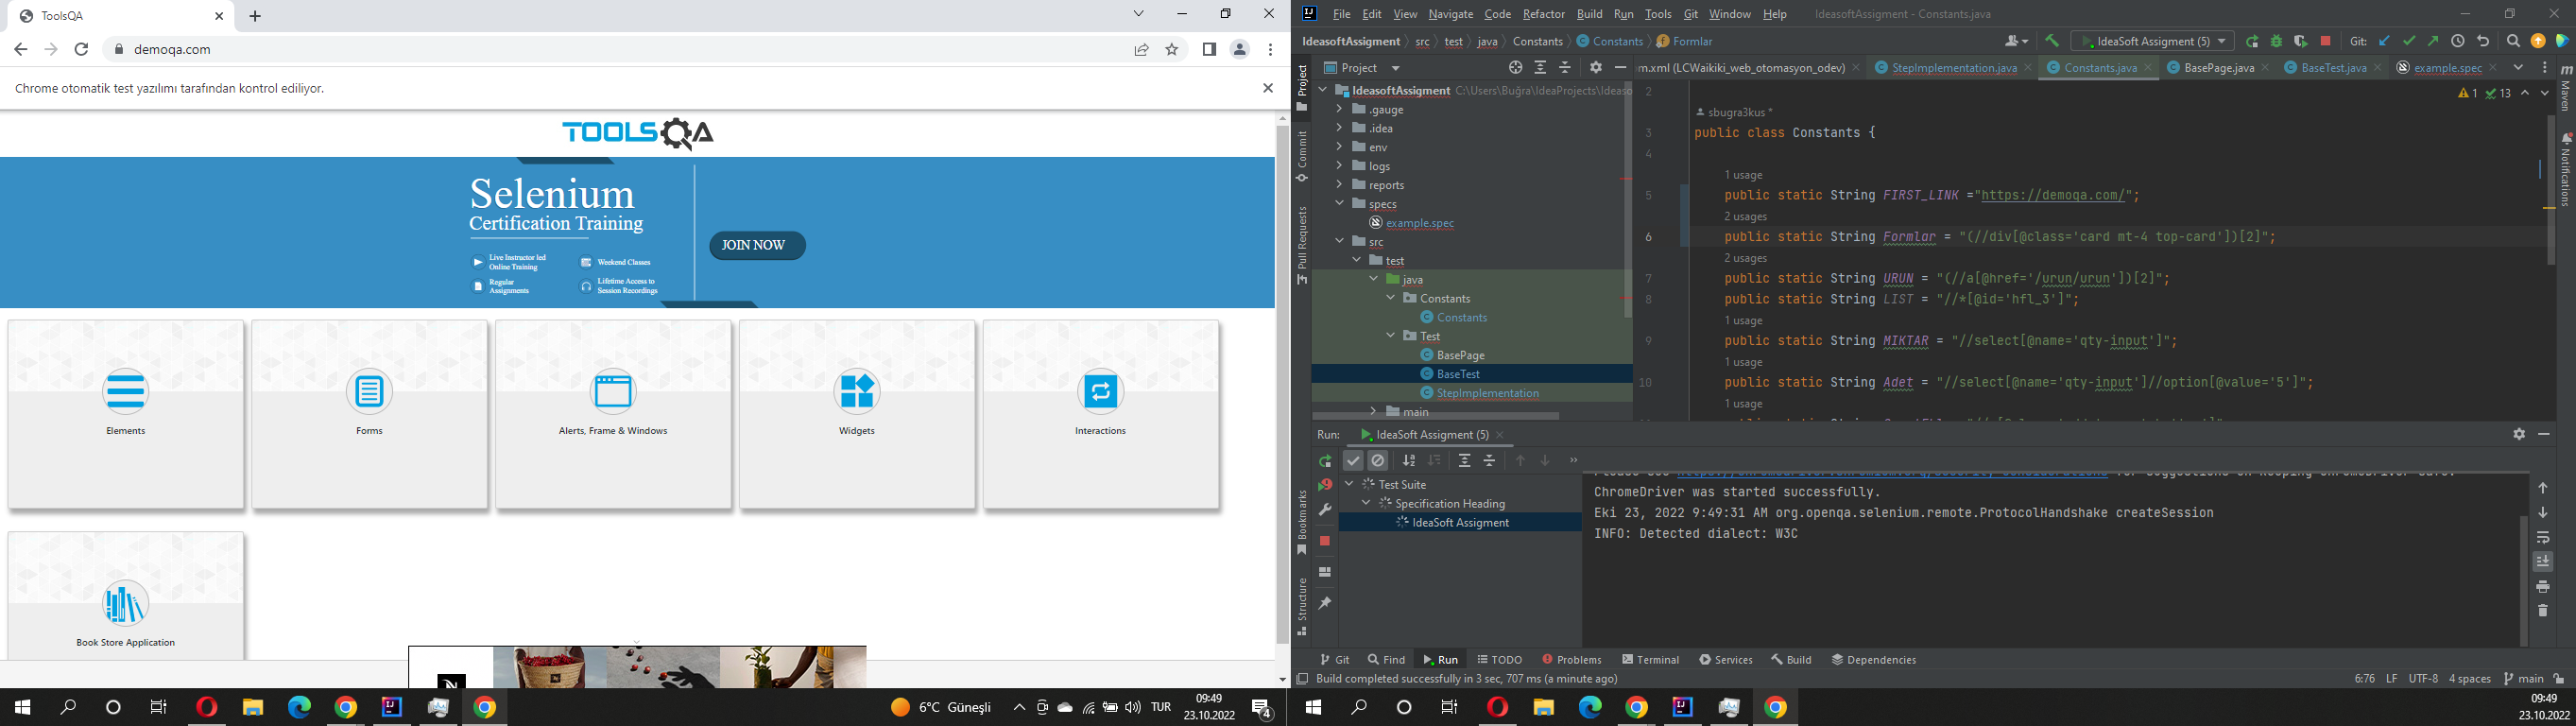 ToolsQA
demoqa.com
Chrome otomatik test yazılımı tarafından kontrol ediliyor.
TOOLSQA
Selenium
Certification Training
Live Instructor led
Online Training
Weekend Classes
Regular
Assignments
Lifetime Access to
Session Recordings
JOIN NOW
Elements
Forms
Alerts, Frame & Windows
Widgets
Interactions
Book Store Application
6°C Güneşli
TUR
09:49
23.10.2022
4
File Edit View Navigate Code Refactor Build Run Tools Git Window Help
IdeasoftAssigment - Constants.java
IdeasoftAssigment src test java Constants Constants Formlar
IdeaSoft Assigment (5)
Git:
Project
m.xml (LCWaikiki_web_otomasyon_odev) StepImplementation.java Constants.java BasePage.java BaseTest.java example.spec
Project
Commit
Pull Requests
Bookmarks
Structure
Maven
Notifications
IdeasoftAssigment C:\Users\Buğra\IdeaProjects\Ideaso
.gauge
.idea
env
logs
reports
specs
example.spec
src
test
java
Constants
Constants
Test
BasePage
BaseTest
StepImplementation
main
1 13
2
sbugra3kus *
3 public class Constants {
4
1 usage
5 public static String FIRST_LINK ="https://demoqa.com/";
2 usages
6 public static String Formlar = "(//div[@class='card mt-4 top-card'])[2]";
2 usages
7 public static String URUN = "(//a[@href='/urun/urun'])[2]";
8 public static String LIST = "//*[@id='hfl_3']";
1 usage
9 public static String MIKTAR = "//select[@name='qty-input']";
1 usage
10 public static String Adet = "//select[@name='qty-input']//option[@value='5']";
1 usage
Run: IdeaSoft Assigment (5)
Test Suite
Specification Heading
IdeaSoft Assigment
ChromeDriver was started successfully.
Eki 23, 2022 9:49:31 AM org.openqa.selenium.remote.ProtocolHandshake createSession
INFO: Detected dialect: W3C
Git Find Run TODO Problems Terminal Services Build Dependencies
Build completed successfully in 3 sec, 707 ms (a minute ago)
6:76 LF UTF-8 4 spaces main
09:49
23.10.2022